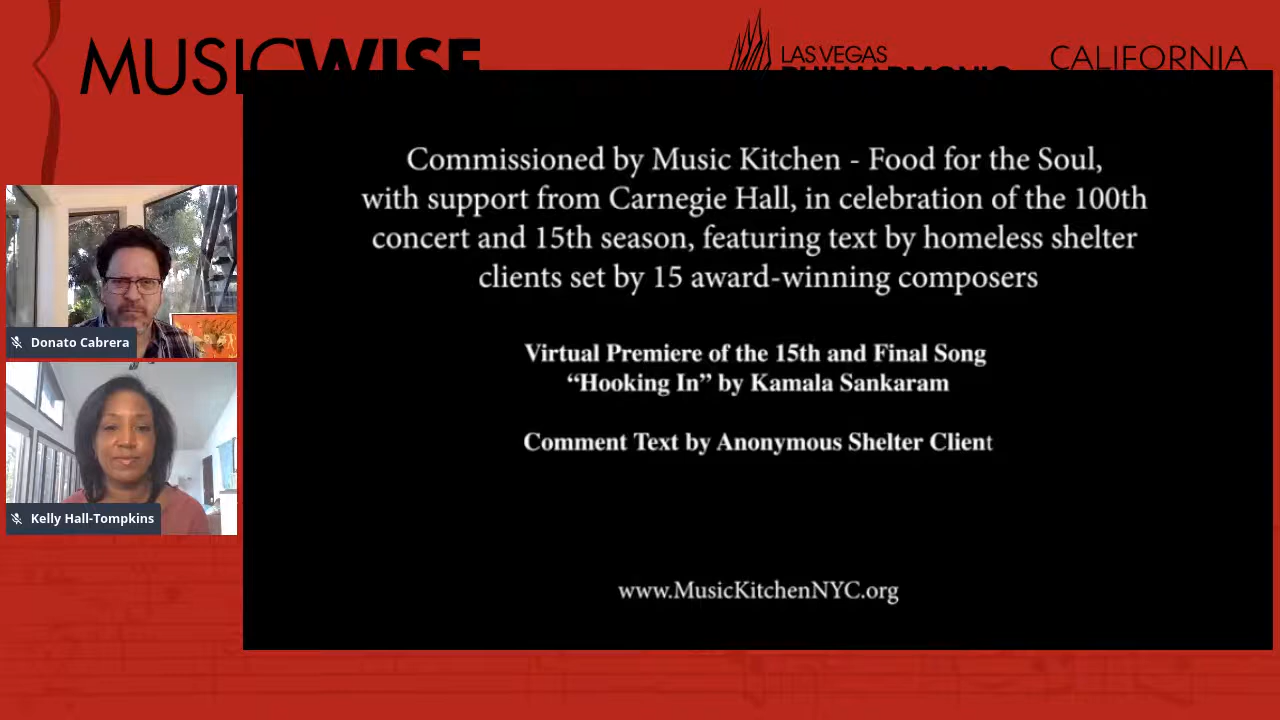 MUSICWISE
LAS VEGAS
PHILHARMONIC
CALIFORNIA
Commissioned by Music Kitchen - Food for the Soul,
with support from Carnegie Hall, in celebration of the 100th
concert and 15th season, featuring text by homeless shelter
clients set by 15 award-winning composers
Virtual Premiere of the 15th and Final Song
“Hooking In” by Kamala Sankaram
Comment Text by Anonymous Shelter Client
www.MusicKitchenNYC.org
Donato Cabrera
Kelly Hall-Tompkins